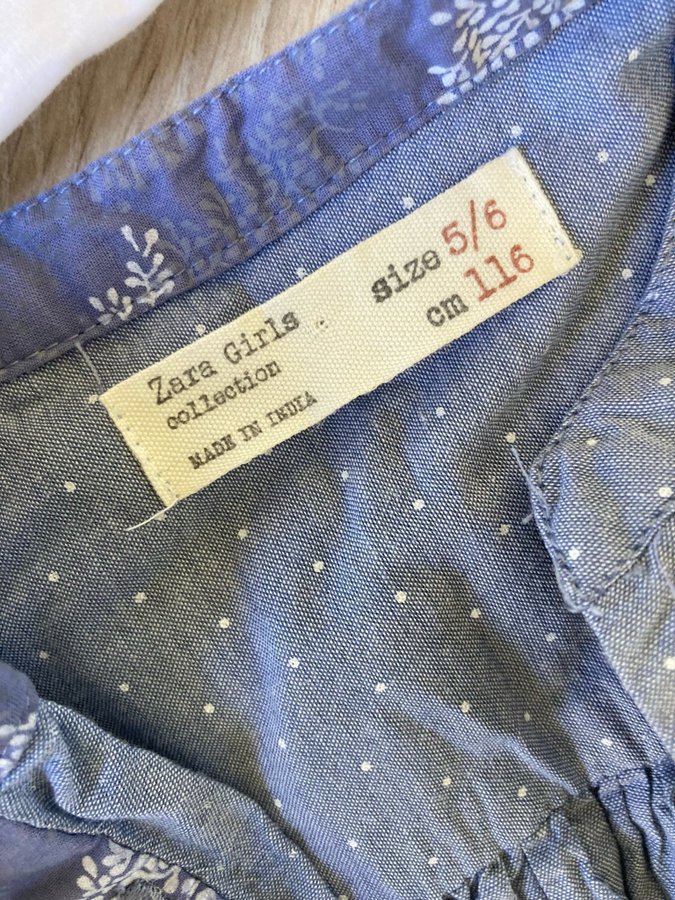 Zara Girls
collection
MADE IN INDIA
size 5/6
cm 116